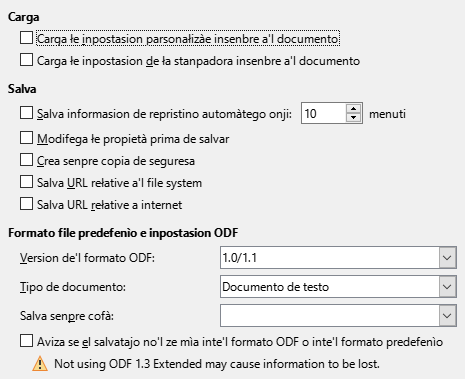 Carga
Carga łe inpostasion parsonałizàe insenbre a'l documento
Carga łe inpostasion de ła stanpadora insenbre a'l documento
Salva
Salva informasion de repristino automàtego onji: 10 menuti
Modifega łe propietà prima de salvar
Crea senpre copia de seguresa
Salva URL rełative a'l file system
Salva URL rełative a internet
Formato file predefenìo e inpostasion ODF
Version de'l formato ODF: 1.0/1.1
Tipo de documento: Documento de testo
Salva senpre cofà:
Aviza se el salvatajo no'l ze mìa inte'l formato ODF o inte'l formato predefenìo
Not using ODF 1.3 Extended may cause information to be lost.